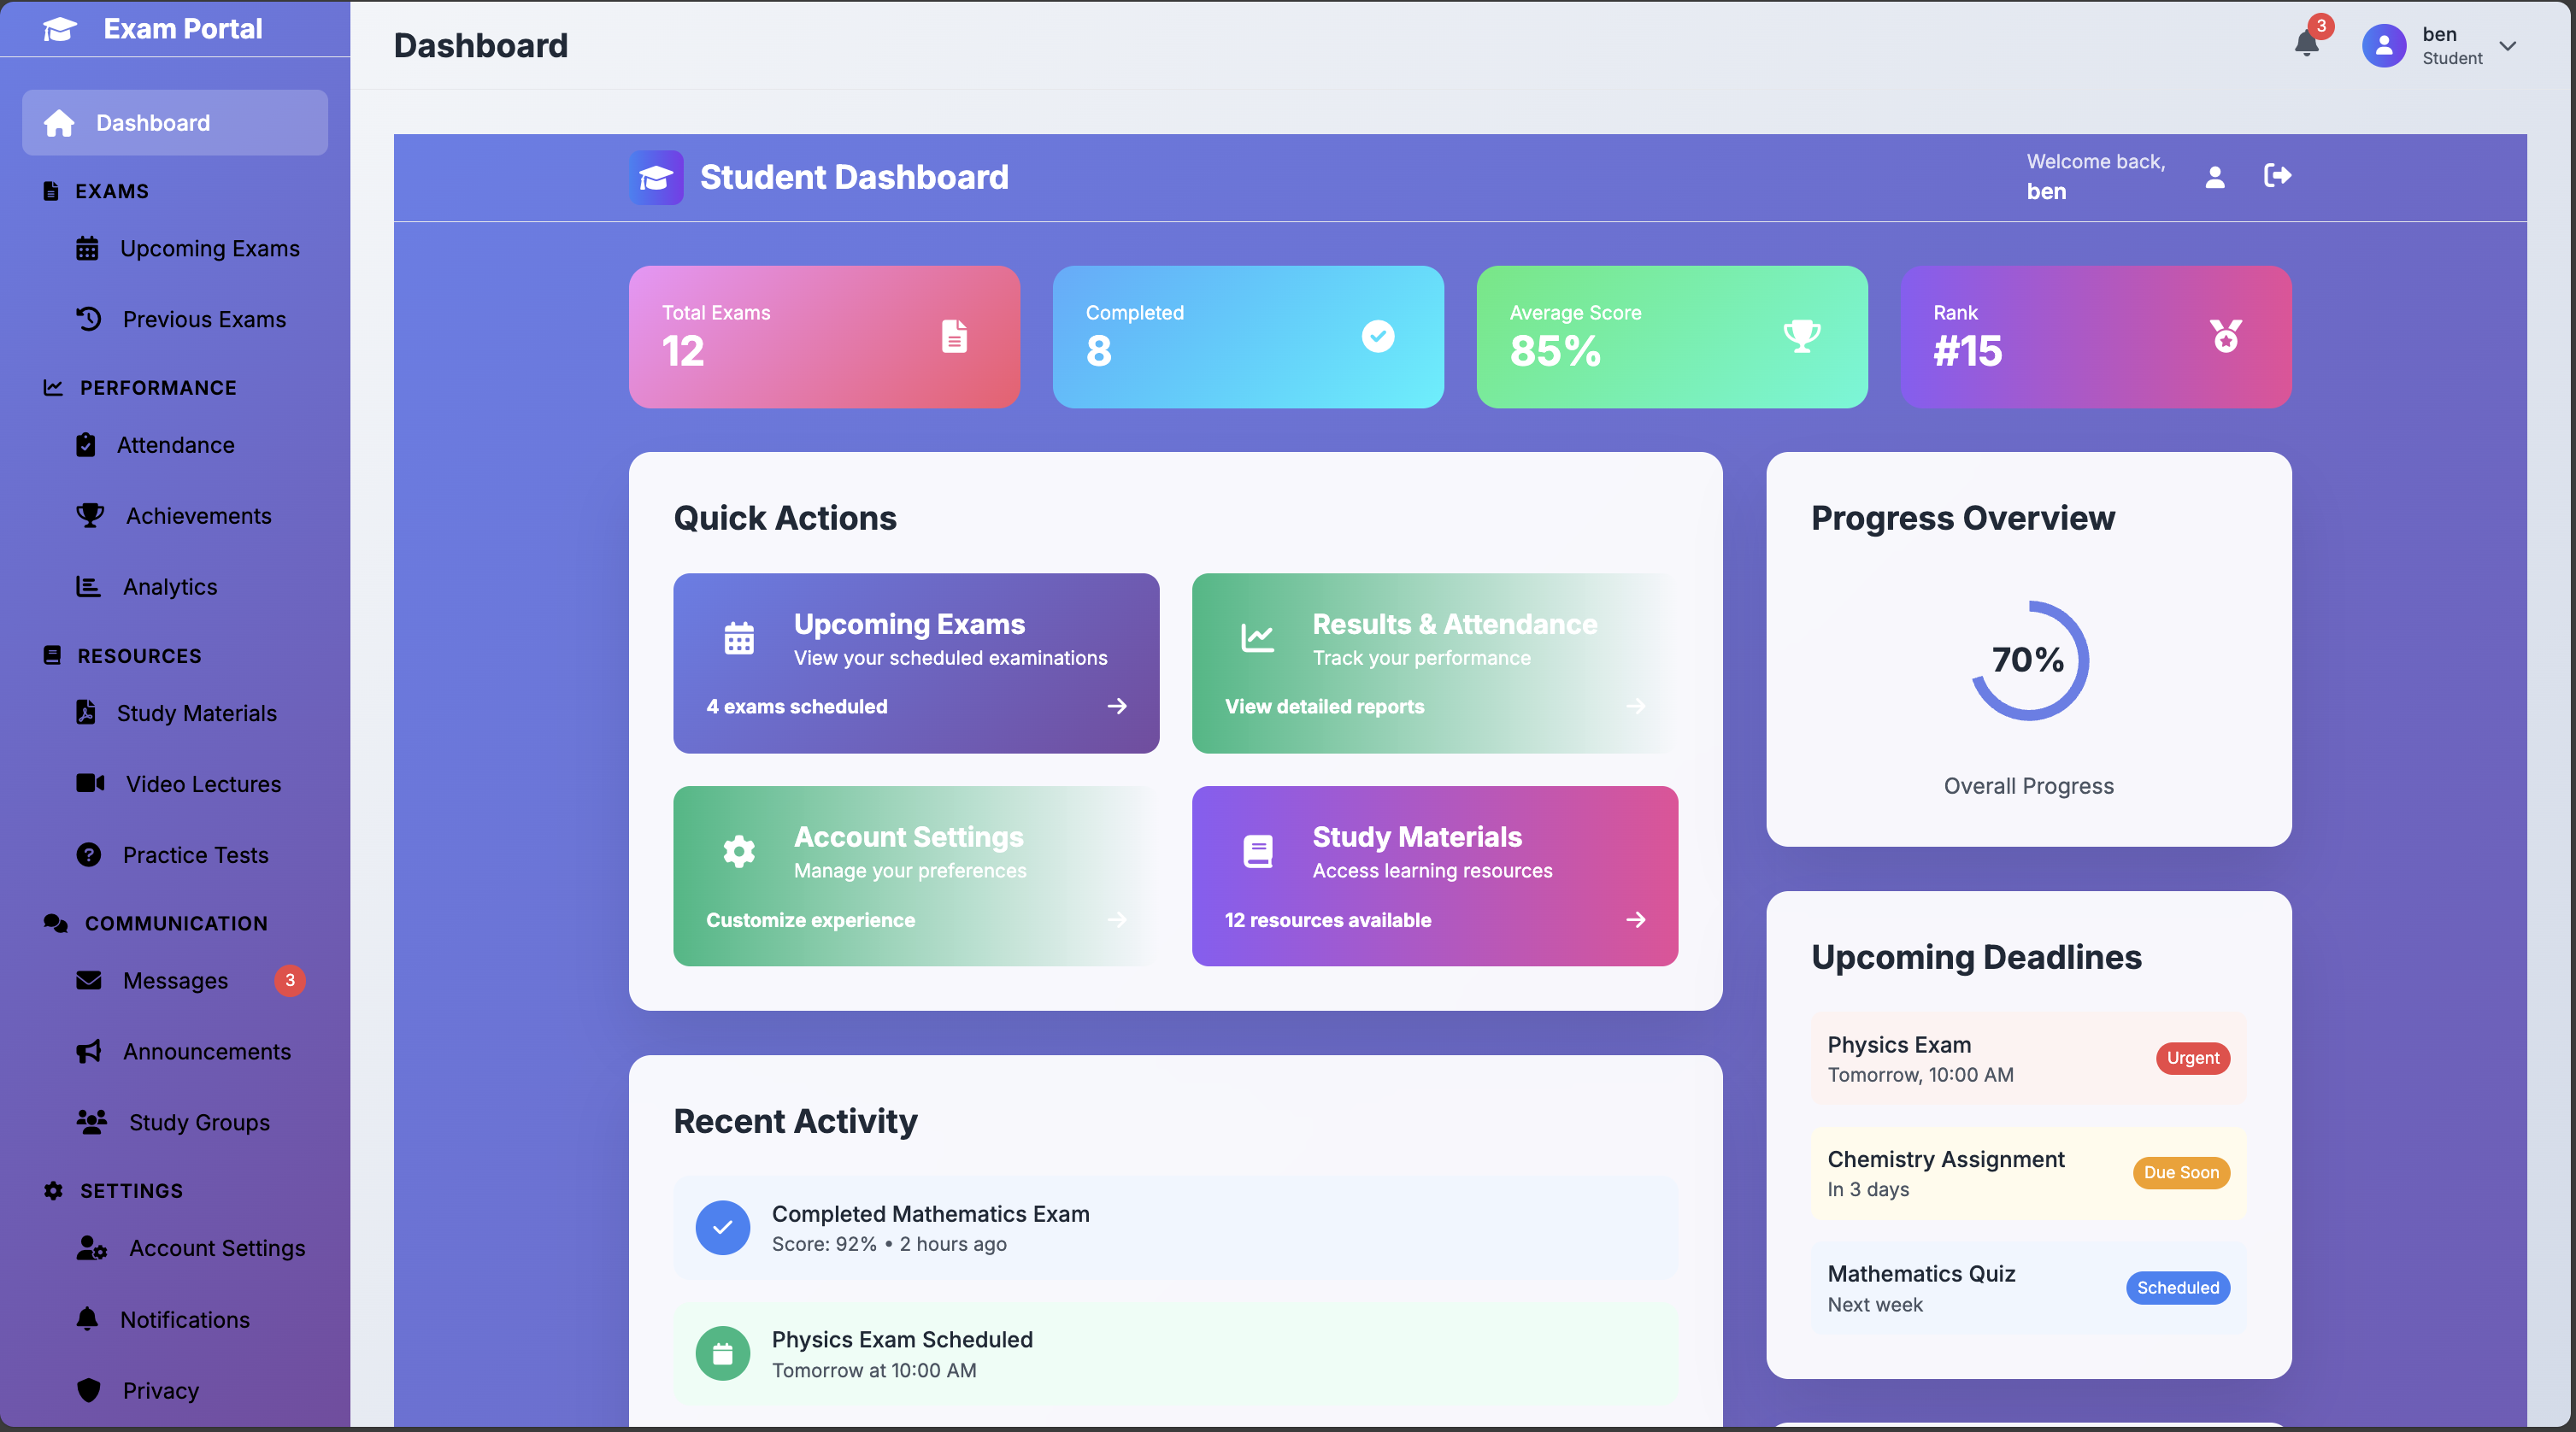 Exam Portal
Dashboard
EXAMS
Upcoming Exams
Previous Exams
PERFORMANCE
Attendance
Achievements
Analytics
RESOURCES
Study Materials
Video Lectures
Practice Tests
COMMUNICATION
Messages 3
Announcements
Study Groups
SETTINGS
Account Settings
Notifications
Privacy
Dashboard
3
ben
Student
Student Dashboard
Welcome back,
ben
Total Exams
12
Completed
8
Average Score
85%
Rank
#15
Quick Actions
Upcoming Exams
View your scheduled examinations
4 exams scheduled
Results & Attendance
Track your performance
View detailed reports
Account Settings
Manage your preferences
Customize experience
Study Materials
Access learning resources
12 resources available
Recent Activity
Completed Mathematics Exam
Score: 92% • 2 hours ago
Physics Exam Scheduled
Tomorrow at 10:00 AM
Progress Overview
70%
Overall Progress
Upcoming Deadlines
Physics Exam
Tomorrow, 10:00 AM
Urgent
Chemistry Assignment
In 3 days
Due Soon
Mathematics Quiz
Next week
Scheduled